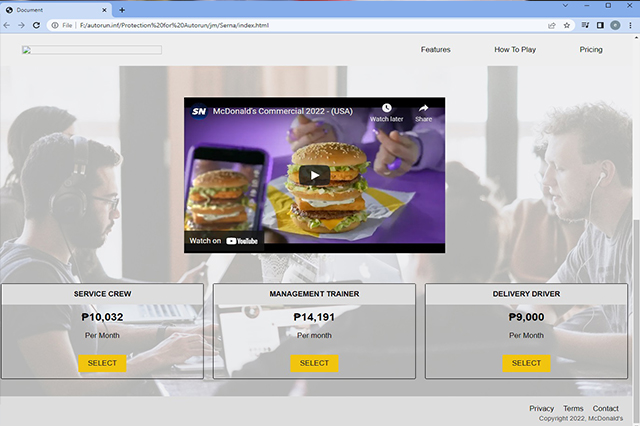 Document
File
F:/autorun.inf/Protection%20for%20Autorun/jm/Serna/index.html
Features
How To Play
Pricing
SN
McDonald's Commercial 2022 - (USA)
Watch later
Share
Watch on YouTube
SERVICE CREW
₱10,032
Per Month
SELECT
MANAGEMENT TRAINER
₱14,191
Per month
SELECT
DELIVERY DRIVER
₱9,000
Per Month
SELECT
Privacy Terms Contact
Copyright 2022, McDonald's